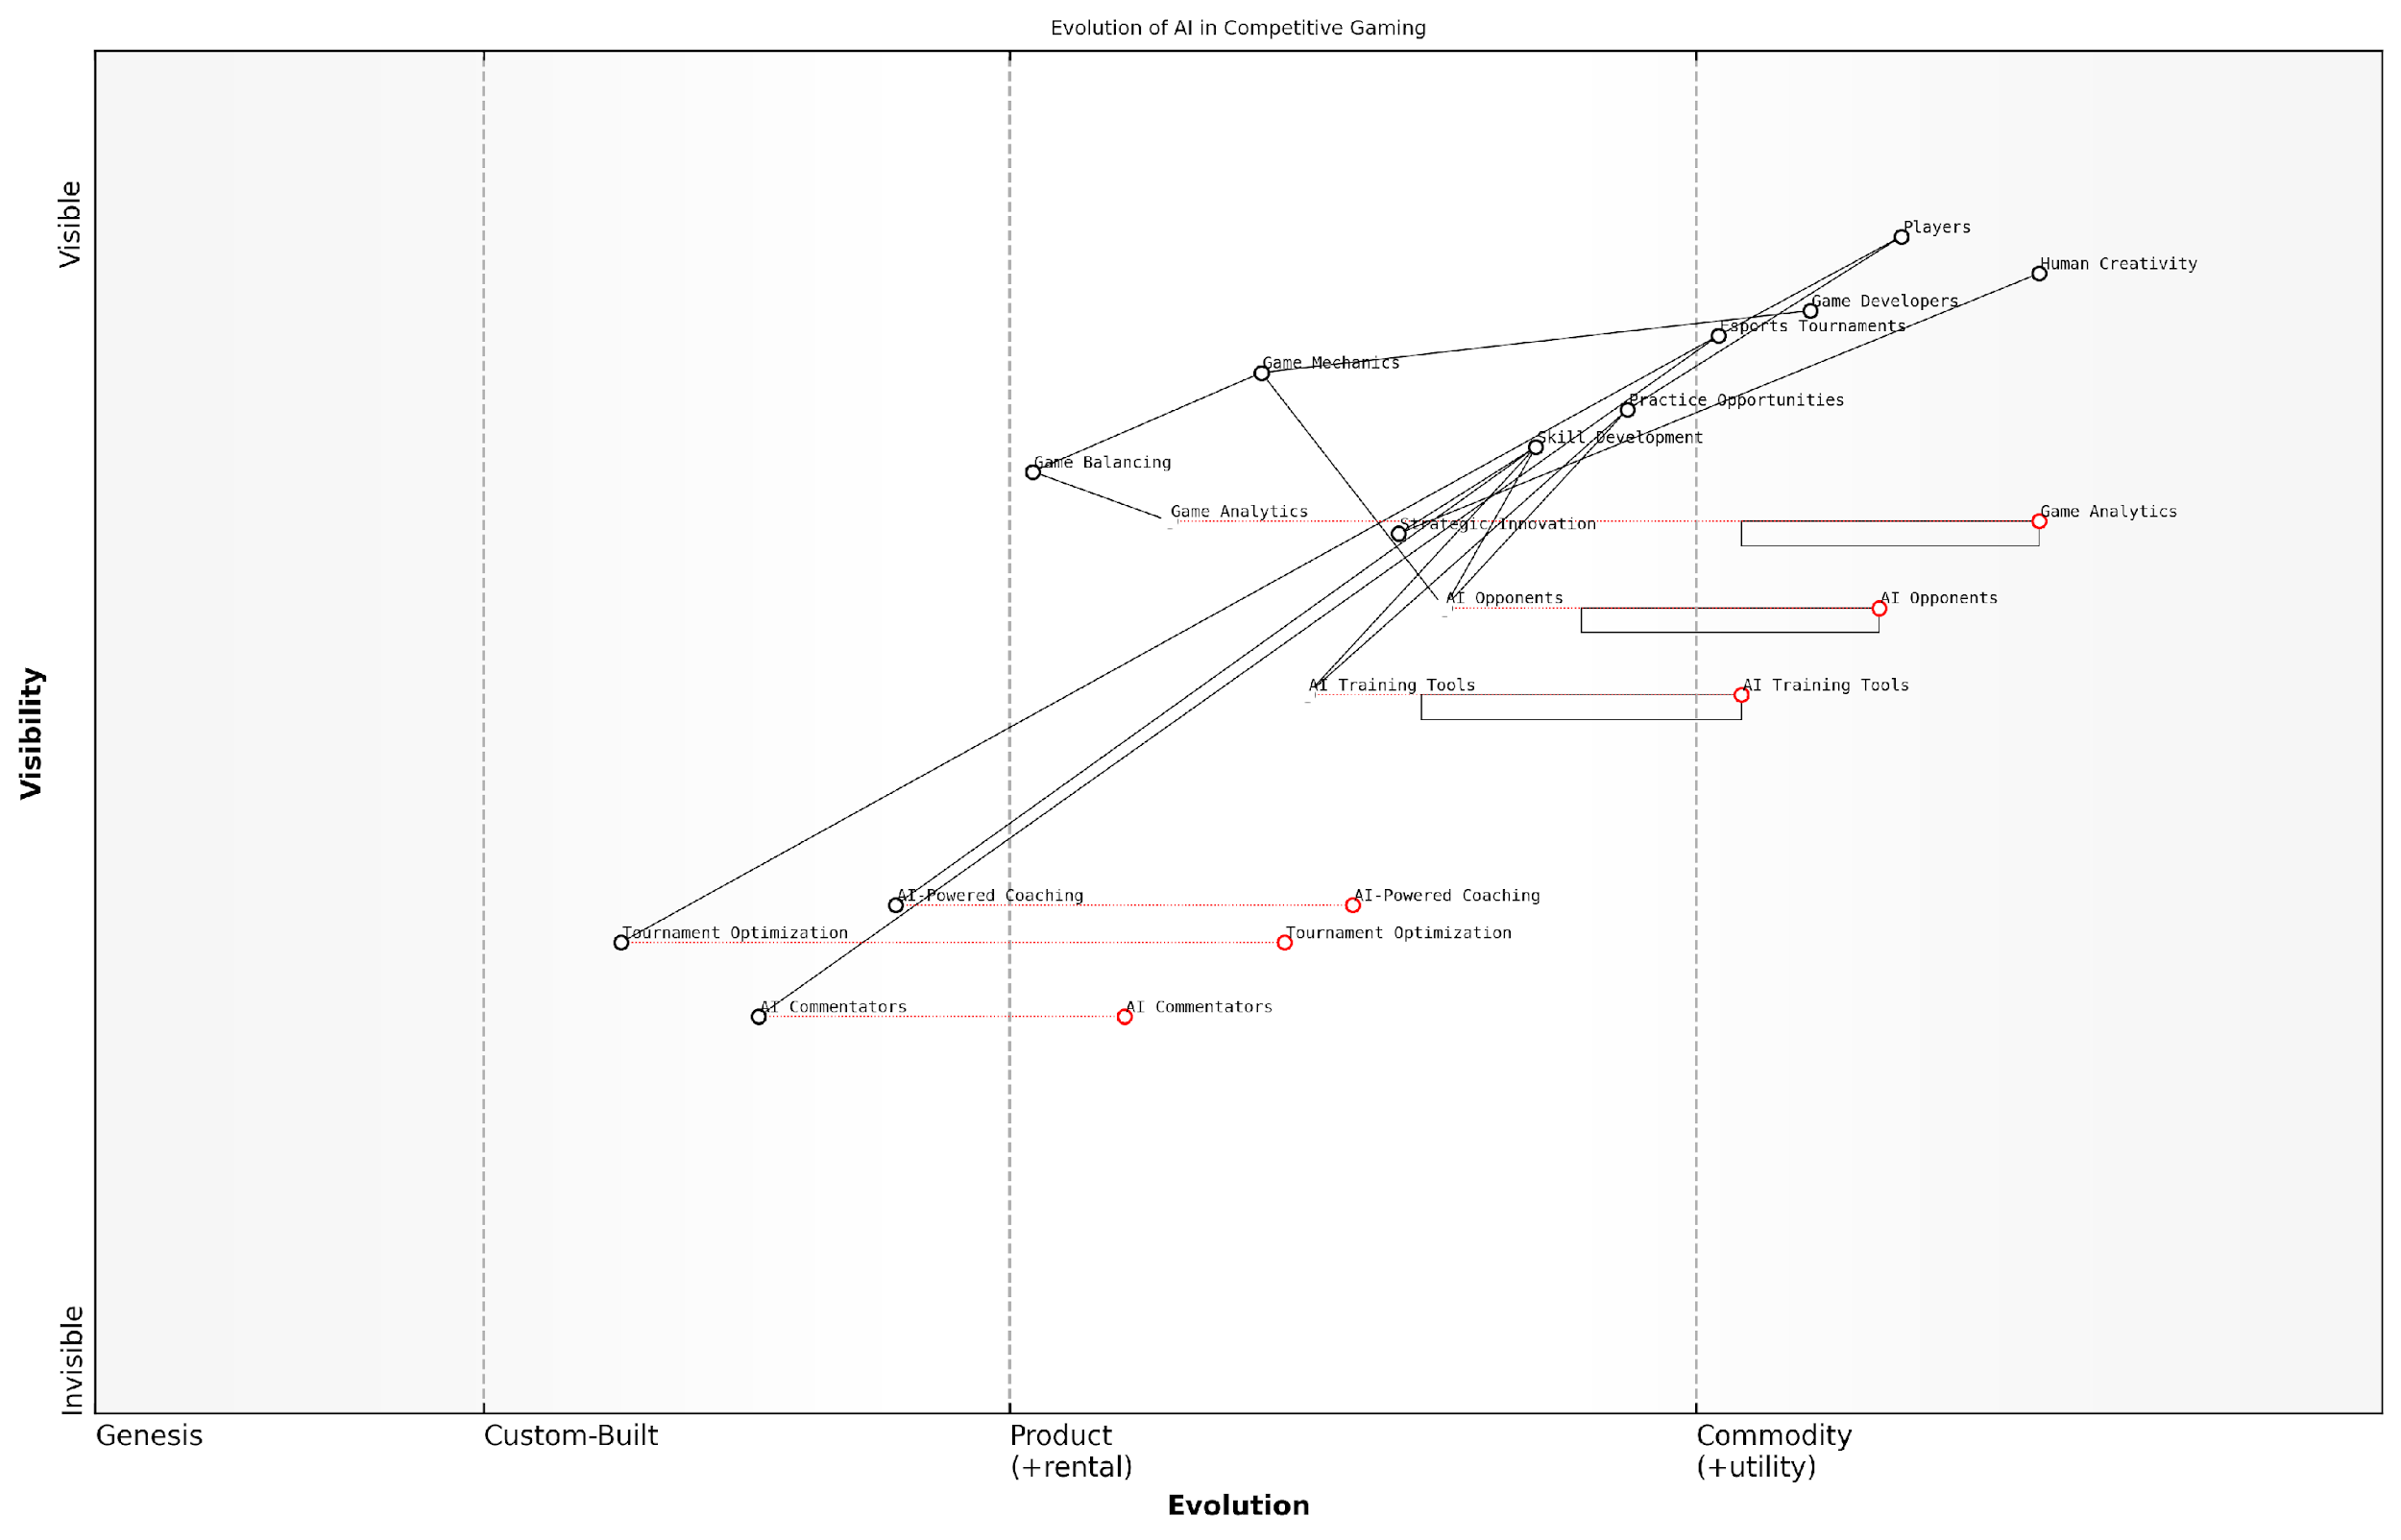 Evolution of AI in Competitive Gaming
Visible
Players
Human Creativity
Game Developers
Esports Tournaments
Game Mechanics
Practice Opportunities
Skill Development
Game Balancing
Game Analytics
Strategic Innovation
Game Analytics
AI Opponents
AI Opponents
AI Training Tools
AI Training Tools
Visibility
AI-Powered Coaching
AI-Powered Coaching
Tournament Optimization
Tournament Optimization
AI Commentators
AI Commentators
Invisible
Genesis
Custom-Built
Product
(+rental)
Commodity
(+utility)
Evolution